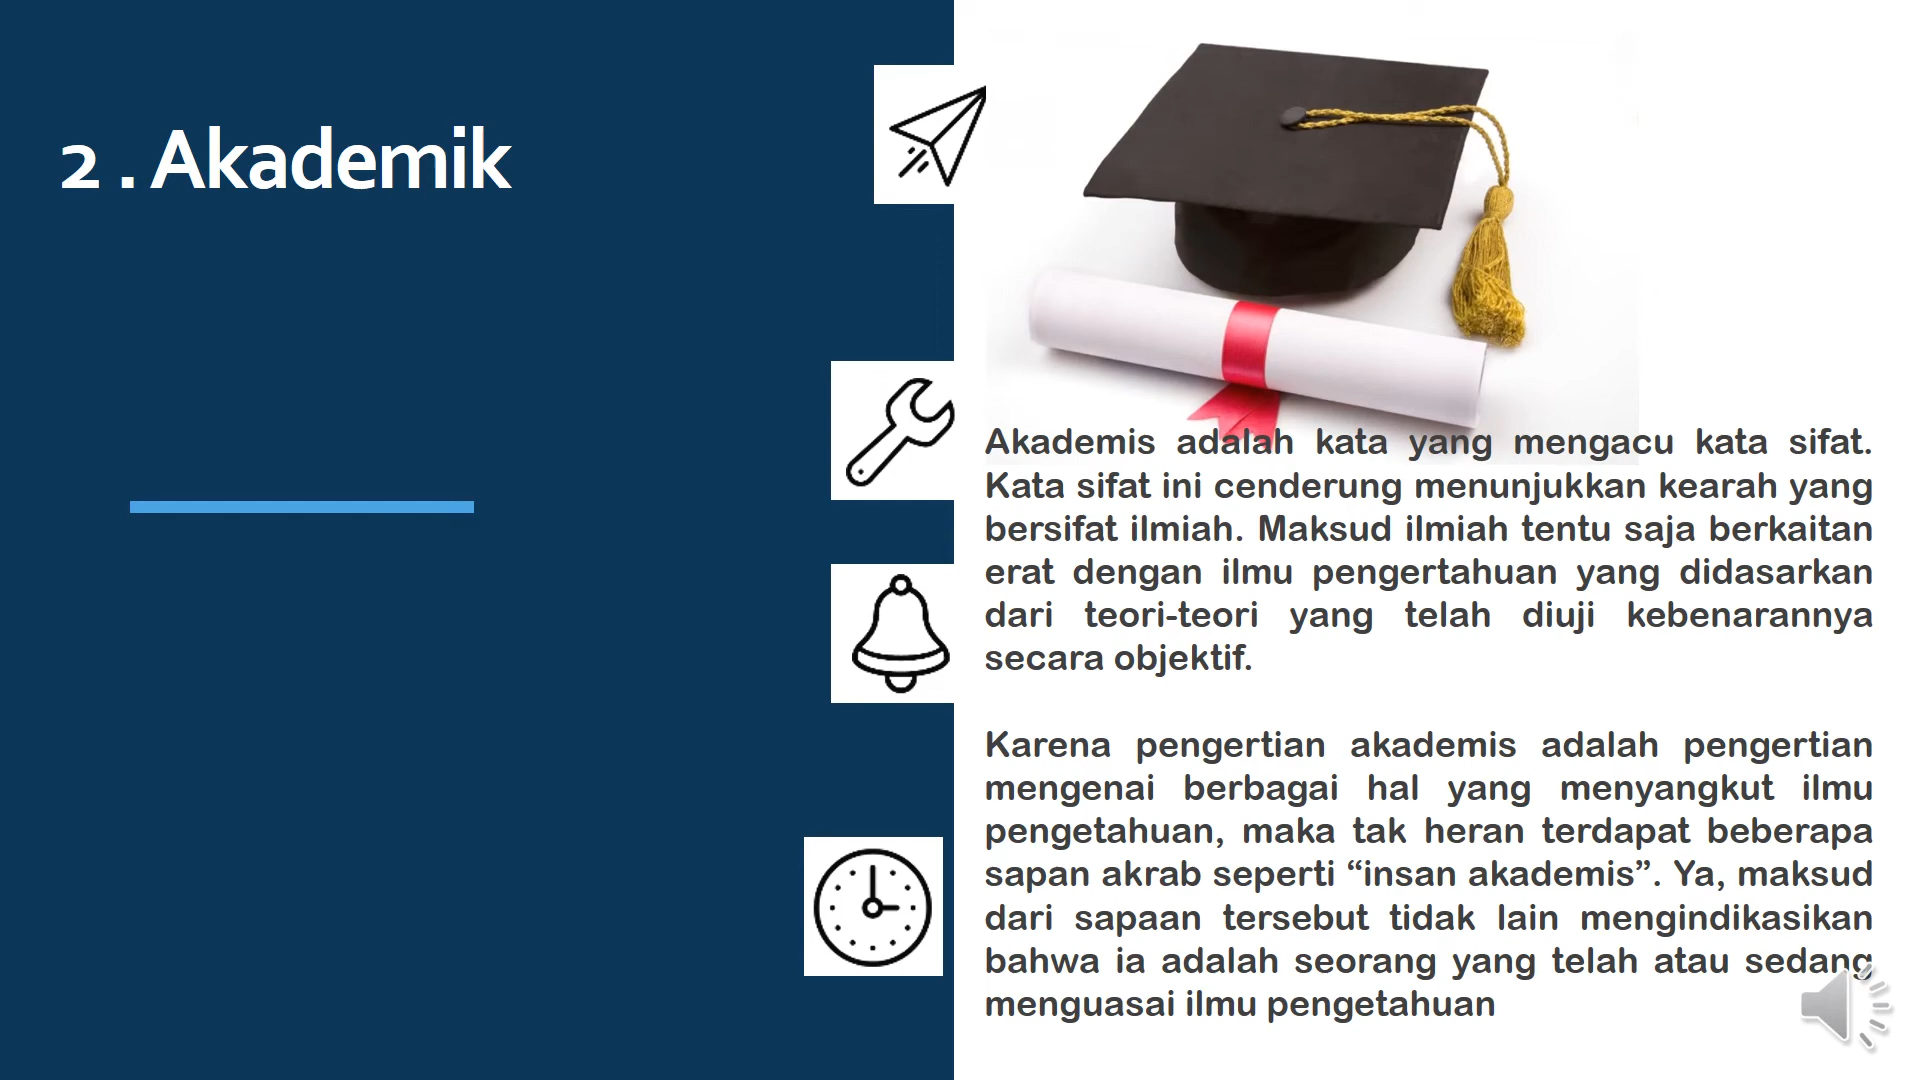 2 . Akademik
Akademis adalah kata yang mengacu kata sifat.
Kata sifat ini cenderung menunjukkan kearah yang
bersifat ilmiah. Maksud ilmiah tentu saja berkaitan
erat dengan ilmu pengertahuan yang didasarkan
dari teori-teori yang telah diuji kebenarannya
secara objektif.
Karena pengertian akademis adalah pengertian
mengenai berbagai hal yang menyangkut ilmu
pengetahuan, maka tak heran terdapat beberapa
sapan akrab seperti “insan akademis”. Ya, maksud
dari sapaan tersebut tidak lain mengindikasikan
bahwa ia adalah seorang yang telah atau sedang
menguasai ilmu pengetahuan